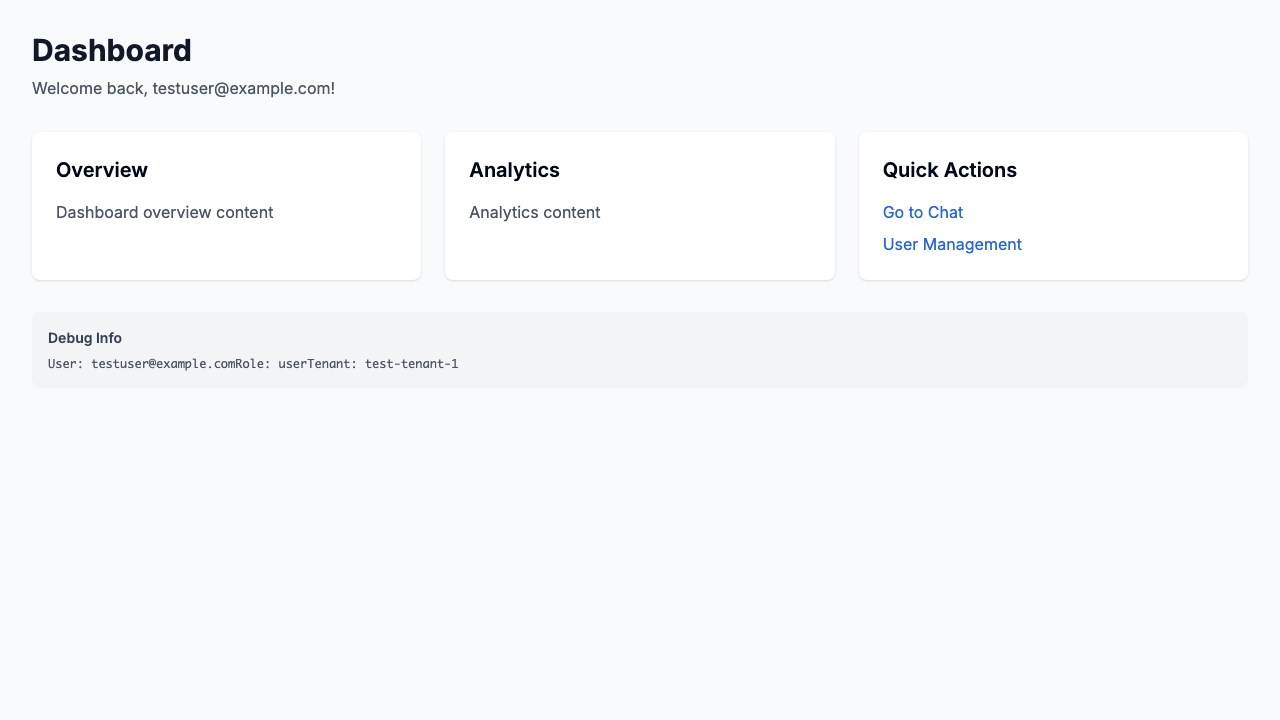 Dashboard
Welcome back, testuser@example.com!
Overview
Dashboard overview content
Analytics
Analytics content
Quick Actions
Go to Chat
User Management
Debug Info
User: testuser@example.comRole: userTenant: test-tenant-1